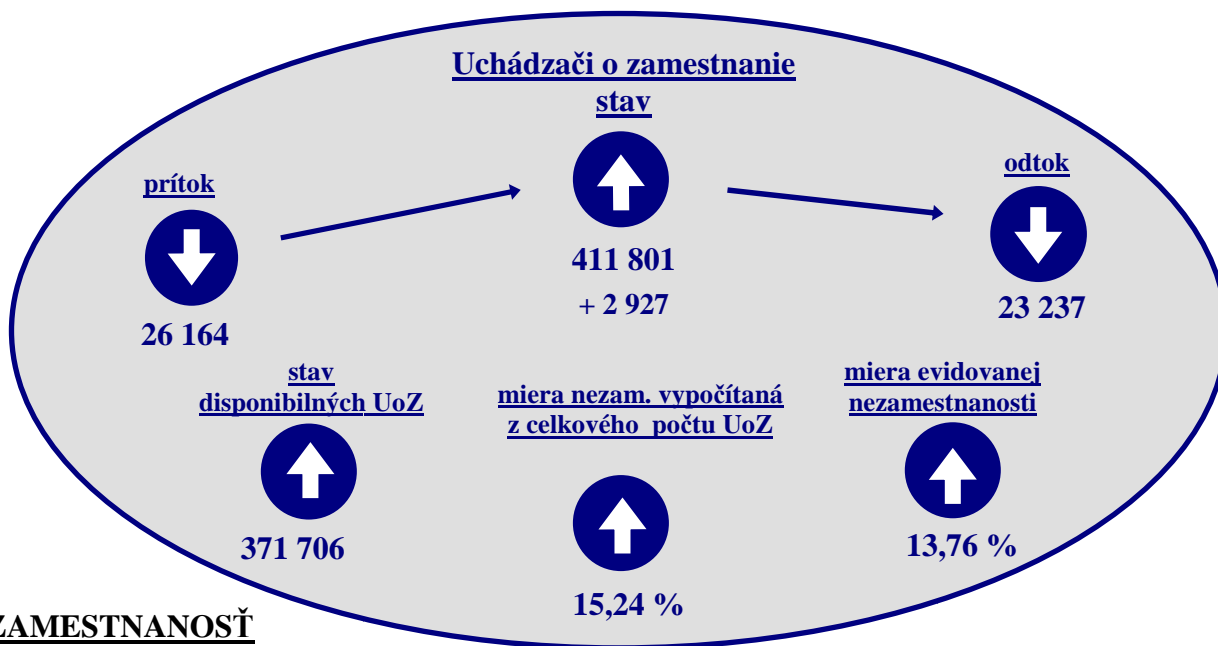 Uchádzači o zamestnanie
stav
prítok
odtok
411 801
+ 2 927
26 164
23 237
stav
disponibilných UoZ
miera nezam. vypočítaná
z celkového počtu UoZ
miera evidovanej
nezamestnanosti
371 706
15,24 %
13,76 %
ZAMESTNANOSŤ